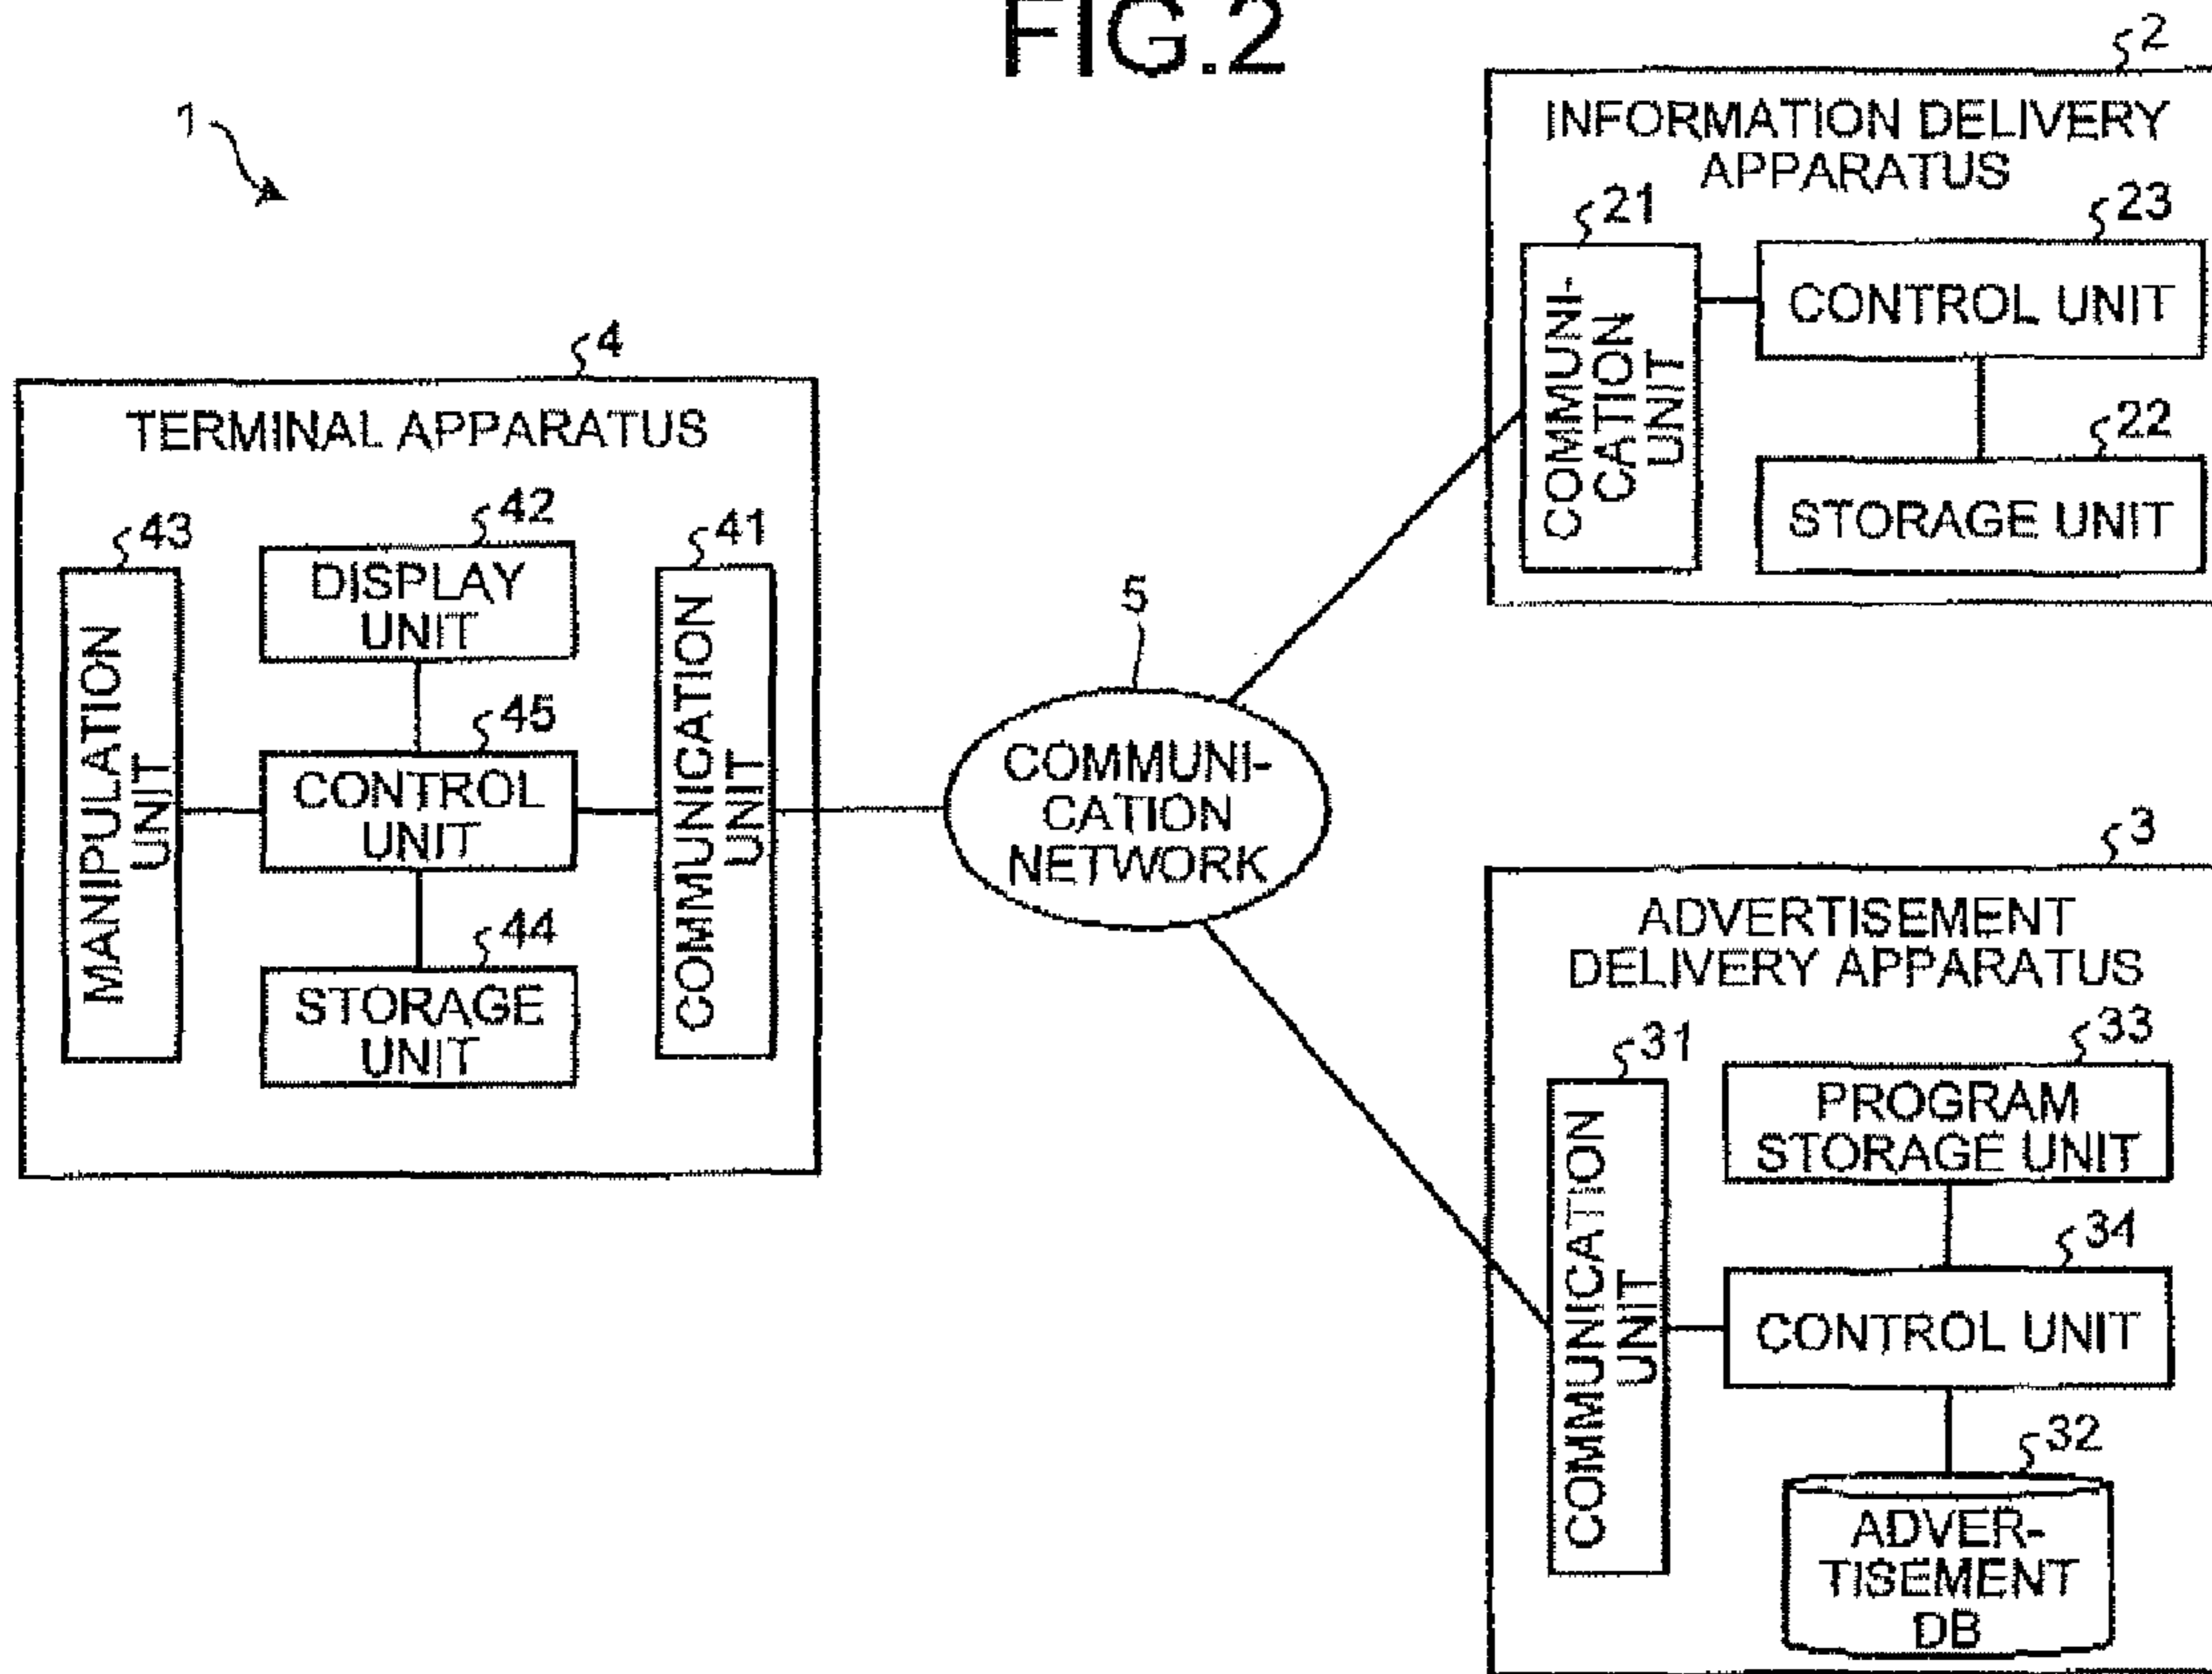 FIG.2
1
2
INFORMATION DELIVERY
APPARATUS
21
COMMUNI-
CATION
UNIT
23
CONTROL UNIT
22
STORAGE UNIT
4
TERMINAL APPARATUS
43
MANIPULATION
UNIT
42
DISPLAY
UNIT
45
CONTROL
UNIT
44
STORAGE
UNIT
41
COMMUNICATION
UNIT
5
COMMUNI-
CATION
NETWORK
3
ADVERTISEMENT
DELIVERY APPARATUS
31
COMMUNICATION
UNIT
33
PROGRAM
STORAGE UNIT
34
CONTROL UNIT
32
ADVER-
TISEMENT
DB